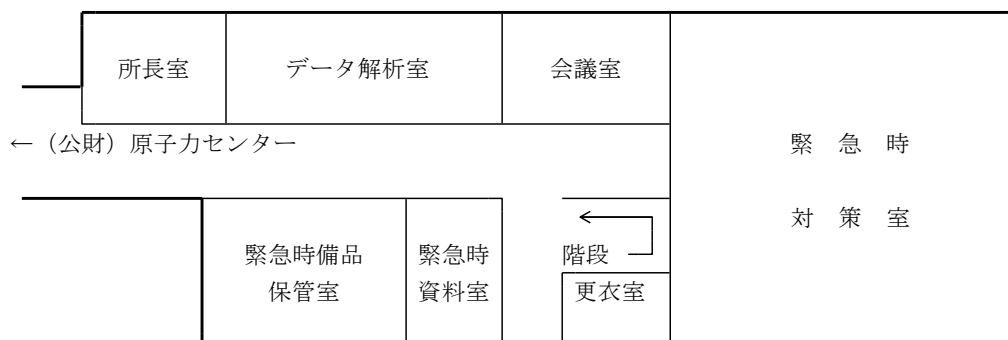 所長室
データ解析室
会議室
←（公財）原子力センター
緊 急 時
対 策 室
緊急時備品
保管室
緊急時
資料室
階段
更衣室